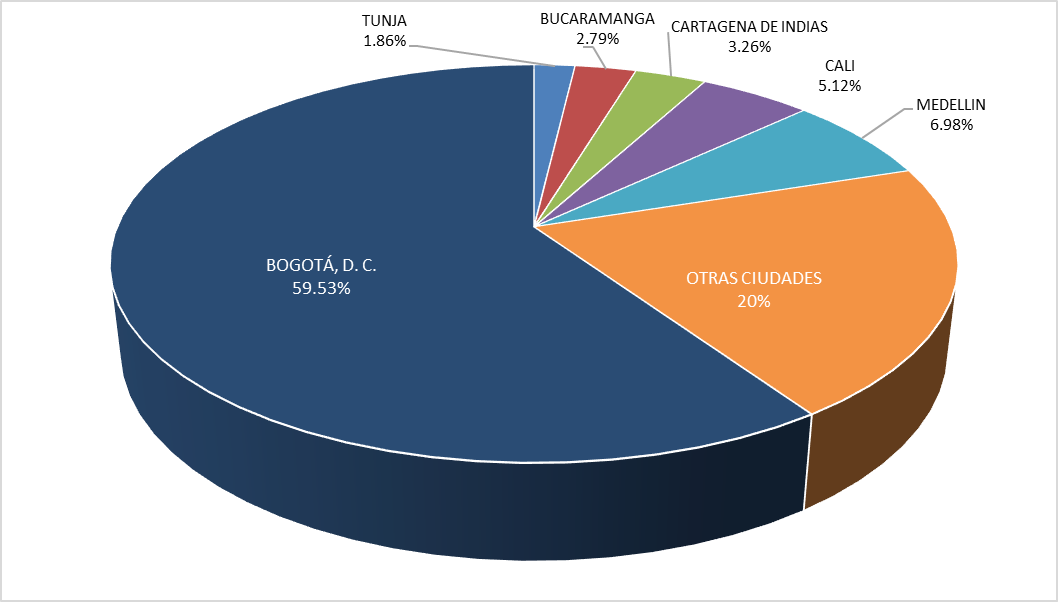 TUNJA
1.86%
BUCARAMANGA
2.79%
CARTAGENA DE INDIAS
3.26%
CALI
5.12%
MEDELLIN
6.98%
BOGOTÁ, D. C.
59.53%
OTRAS CIUDADES
20%